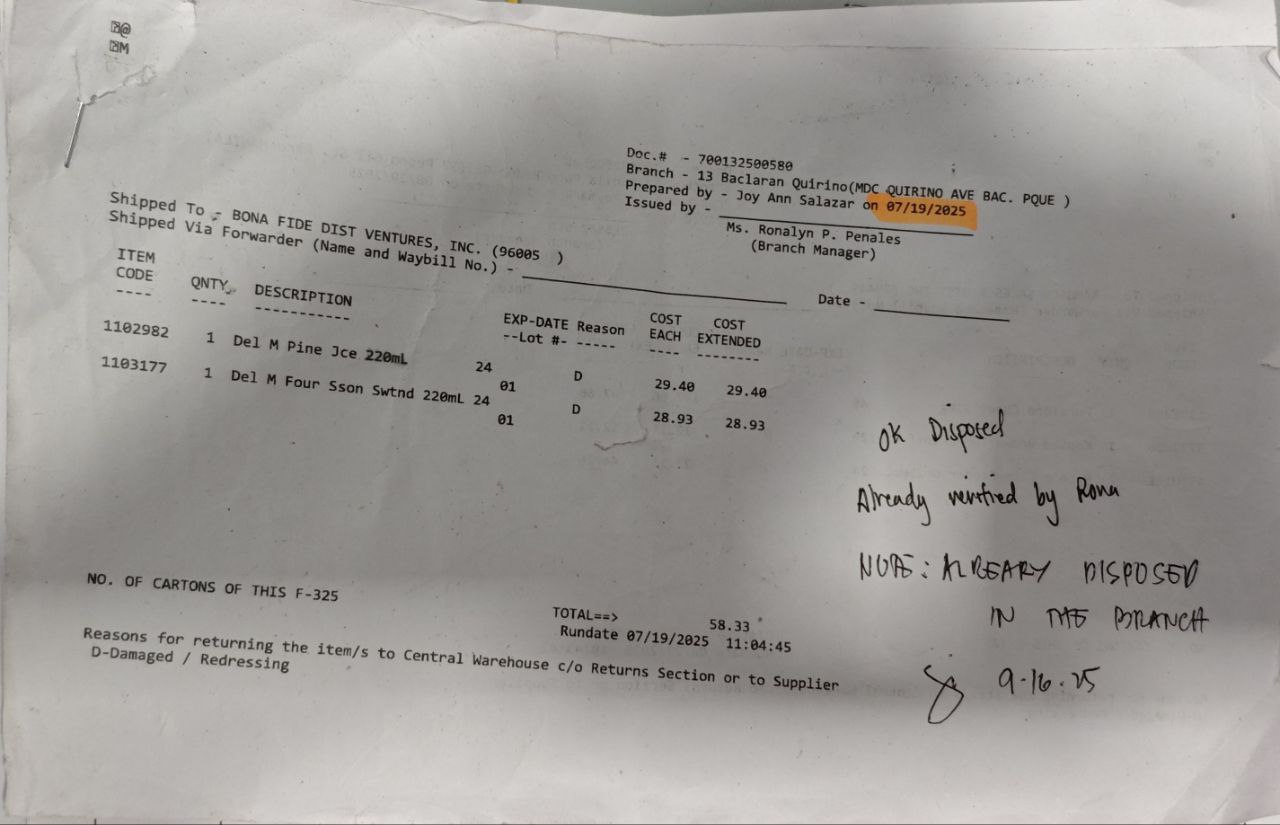 @
M
Doc.# - 700132500580
Branch - 13 Baclaran Quirino(MDC QUIRINO AVE BAC. PQUE )
Prepared by - Joy Ann Salazar on 07/19/2025
Issued by -
Ms. Ronalyn P. Penales
(Branch Manager)
Shipped To - BONA FIDE DIST VENTURES, INC. (96005 )
Shipped Via Forwarder (Name and Waybill No.) -
Date -
ITEM CODE QNTY DESCRIPTION EXP-DATE --Lot #- Reason COST EACH COST EXTENDED
1102982 1 Del M Pine Jce 220mL 24 D 29.40 29.40
01
1103177 1 Del M Four Sson Swtnd 220mL 24 D 28.93 28.93
01
OK Disposed
Already verified by Rona
NOTE: ALREARY DISPOSED
IN THE BRANCH
9-16-25
NO. OF CARTONS OF THIS F-325
TOTAL==> 58.33
Rundate 07/19/2025 11:04:45
Reasons for returning the item/s to Central Warehouse c/o Returns Section or to Supplier
D-Damaged / Redressing